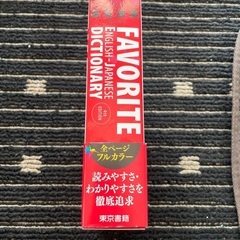 FAVORITE
ENGLISH-JAPANESE
DICTIONARY
全ページ
フルカラー
読みやすさ・
わかりやすさを
徹底追求
東京書籍